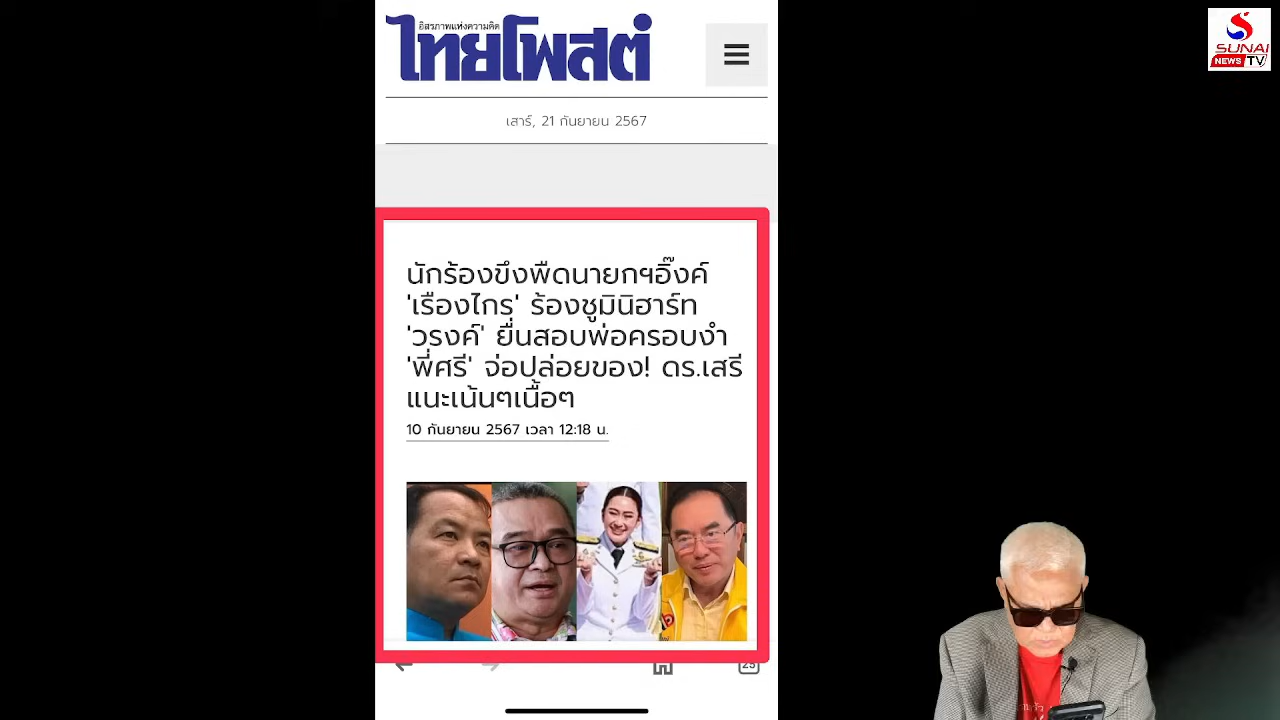 อิสรภาพแห่งความคิด
ไทยโพสต์
SUNAI
NEWS TV
เสาร์, 21 กันยายน 2567
นักร้องขึงพืดนายกฯอิ๊งค์
'เรืองไกร' ร้องชูมินิฮาร์ท
'วรงค์' ยื่นสอบพ่อครอบงำ
'พี่ศรี' จ่อปล่อยของ! ดร.เสรี
แนะเน้นๆเนื้อๆ
10 กันยายน 2567 เวลา 12:18 น.
25